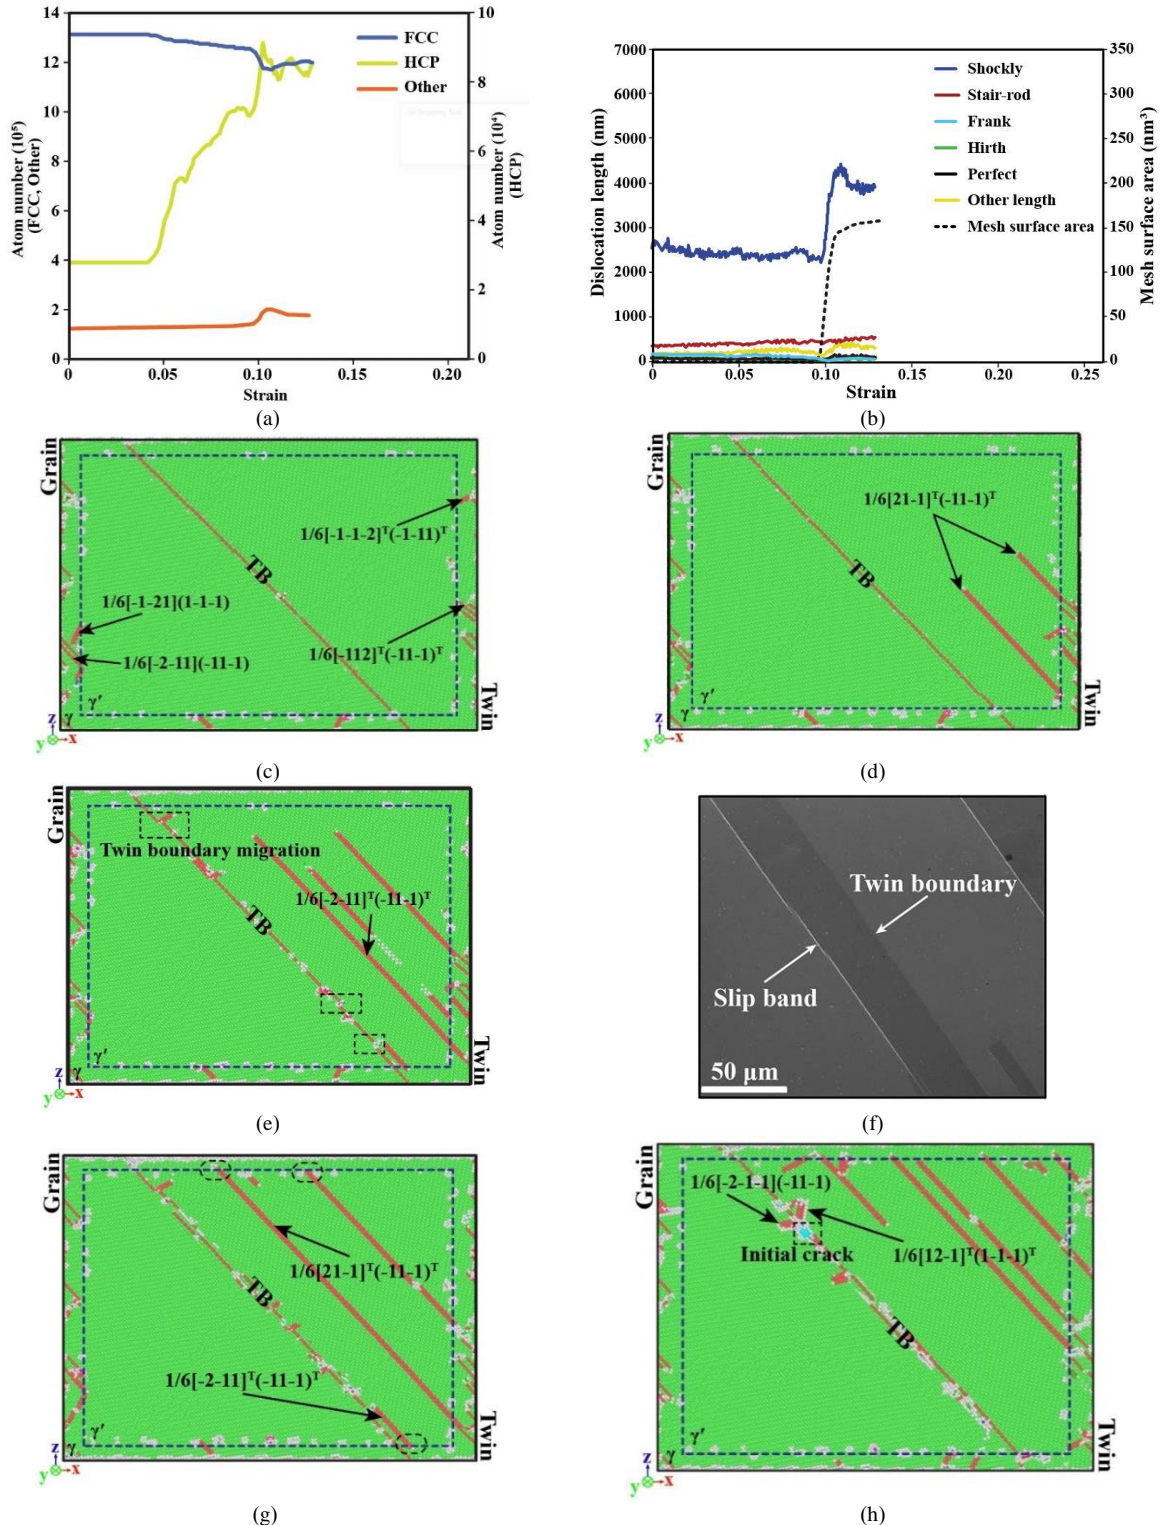 14
12
10
8
6
4
2
0
Atom number (10⁵)
(FCC, Other)
FCC
HCP
Other
10
8
6
4
2
0
Atom number (10⁴)
(HCP)
0
0.05
0.10
0.15
0.20
Strain
(a)
7000
6000
5000
4000
3000
2000
1000
0
Dislocation length (nm)
Shockly
Stair-rod
Frank
Hirth
Perfect
Other length
Mesh surface area
350
300
250
200
150
100
50
0
Mesh surface area (nm³)
0
0.05
0.10
0.15
0.20
0.25
Strain
(b)
Grain
1/6[-1-1-2]ᵀ(-1-11)ᵀ
TB
1/6[-1-21](1-1-1)
1/6[-112]ᵀ(-11-1)ᵀ
1/6[-2-11](-11-1)
γ′
γ
Twin
z
y
x
(c)
Grain
1/6[21-1]ᵀ(-11-1)ᵀ
TB
γ′
γ
Twin
z
y
x
(d)
Grain
Twin boundary migration
1/6[-2-11]ᵀ(-11-1)ᵀ
TB
γ′
γ
Twin
z
y
x
(e)
Twin boundary
Slip band
50 μm
(f)
Grain
1/6[21-1]ᵀ(-11-1)ᵀ
TB
1/6[-2-11]ᵀ(-11-1)ᵀ
γ′
γ
Twin
z
y
x
(g)
Grain
1/6[-2-1-1](-11-1)
Initial crack
1/6[12-1]ᵀ(1-1-1)ᵀ
TB
γ′
γ
Twin
z
y
x
(h)